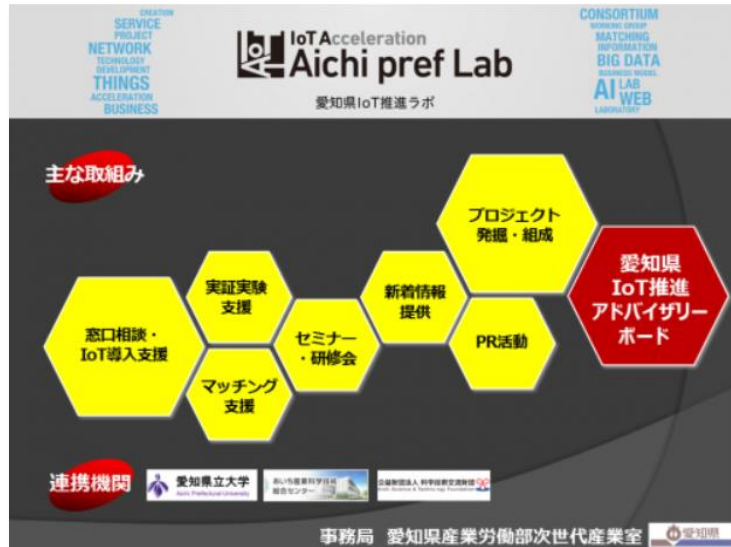 CREATION
SERVICE
PROJECT
NETWORK
TECHNOLOGY
DEVELOPMENT
THINGS
ACCELERATION
BUSINESS
IoT
IoT Acceleration
Aichi pref Lab
愛知県IoT推進ラボ
CONSORTIUM
WORKING GROUP
MATCHING
INFORMATION
BIG DATA
BUSINESS MODEL
AI LAB
WEB
LABORATORY
主な取組み
窓口相談・
IoT導入支援
実証実験
支援
マッチング
支援
セミナー
・研修会
新着情報
提供
プロジェクト
発掘・組成
PR活動
愛知県
IoT推進
アドバイザリー
ボード
連携機関
愛知県立大学
Aichi Prefectural University
あいち産業科学技術
総合センター
公益財団法人 科学技術交流財団
事務局 愛知県産業労働部次世代産業室
愛知県